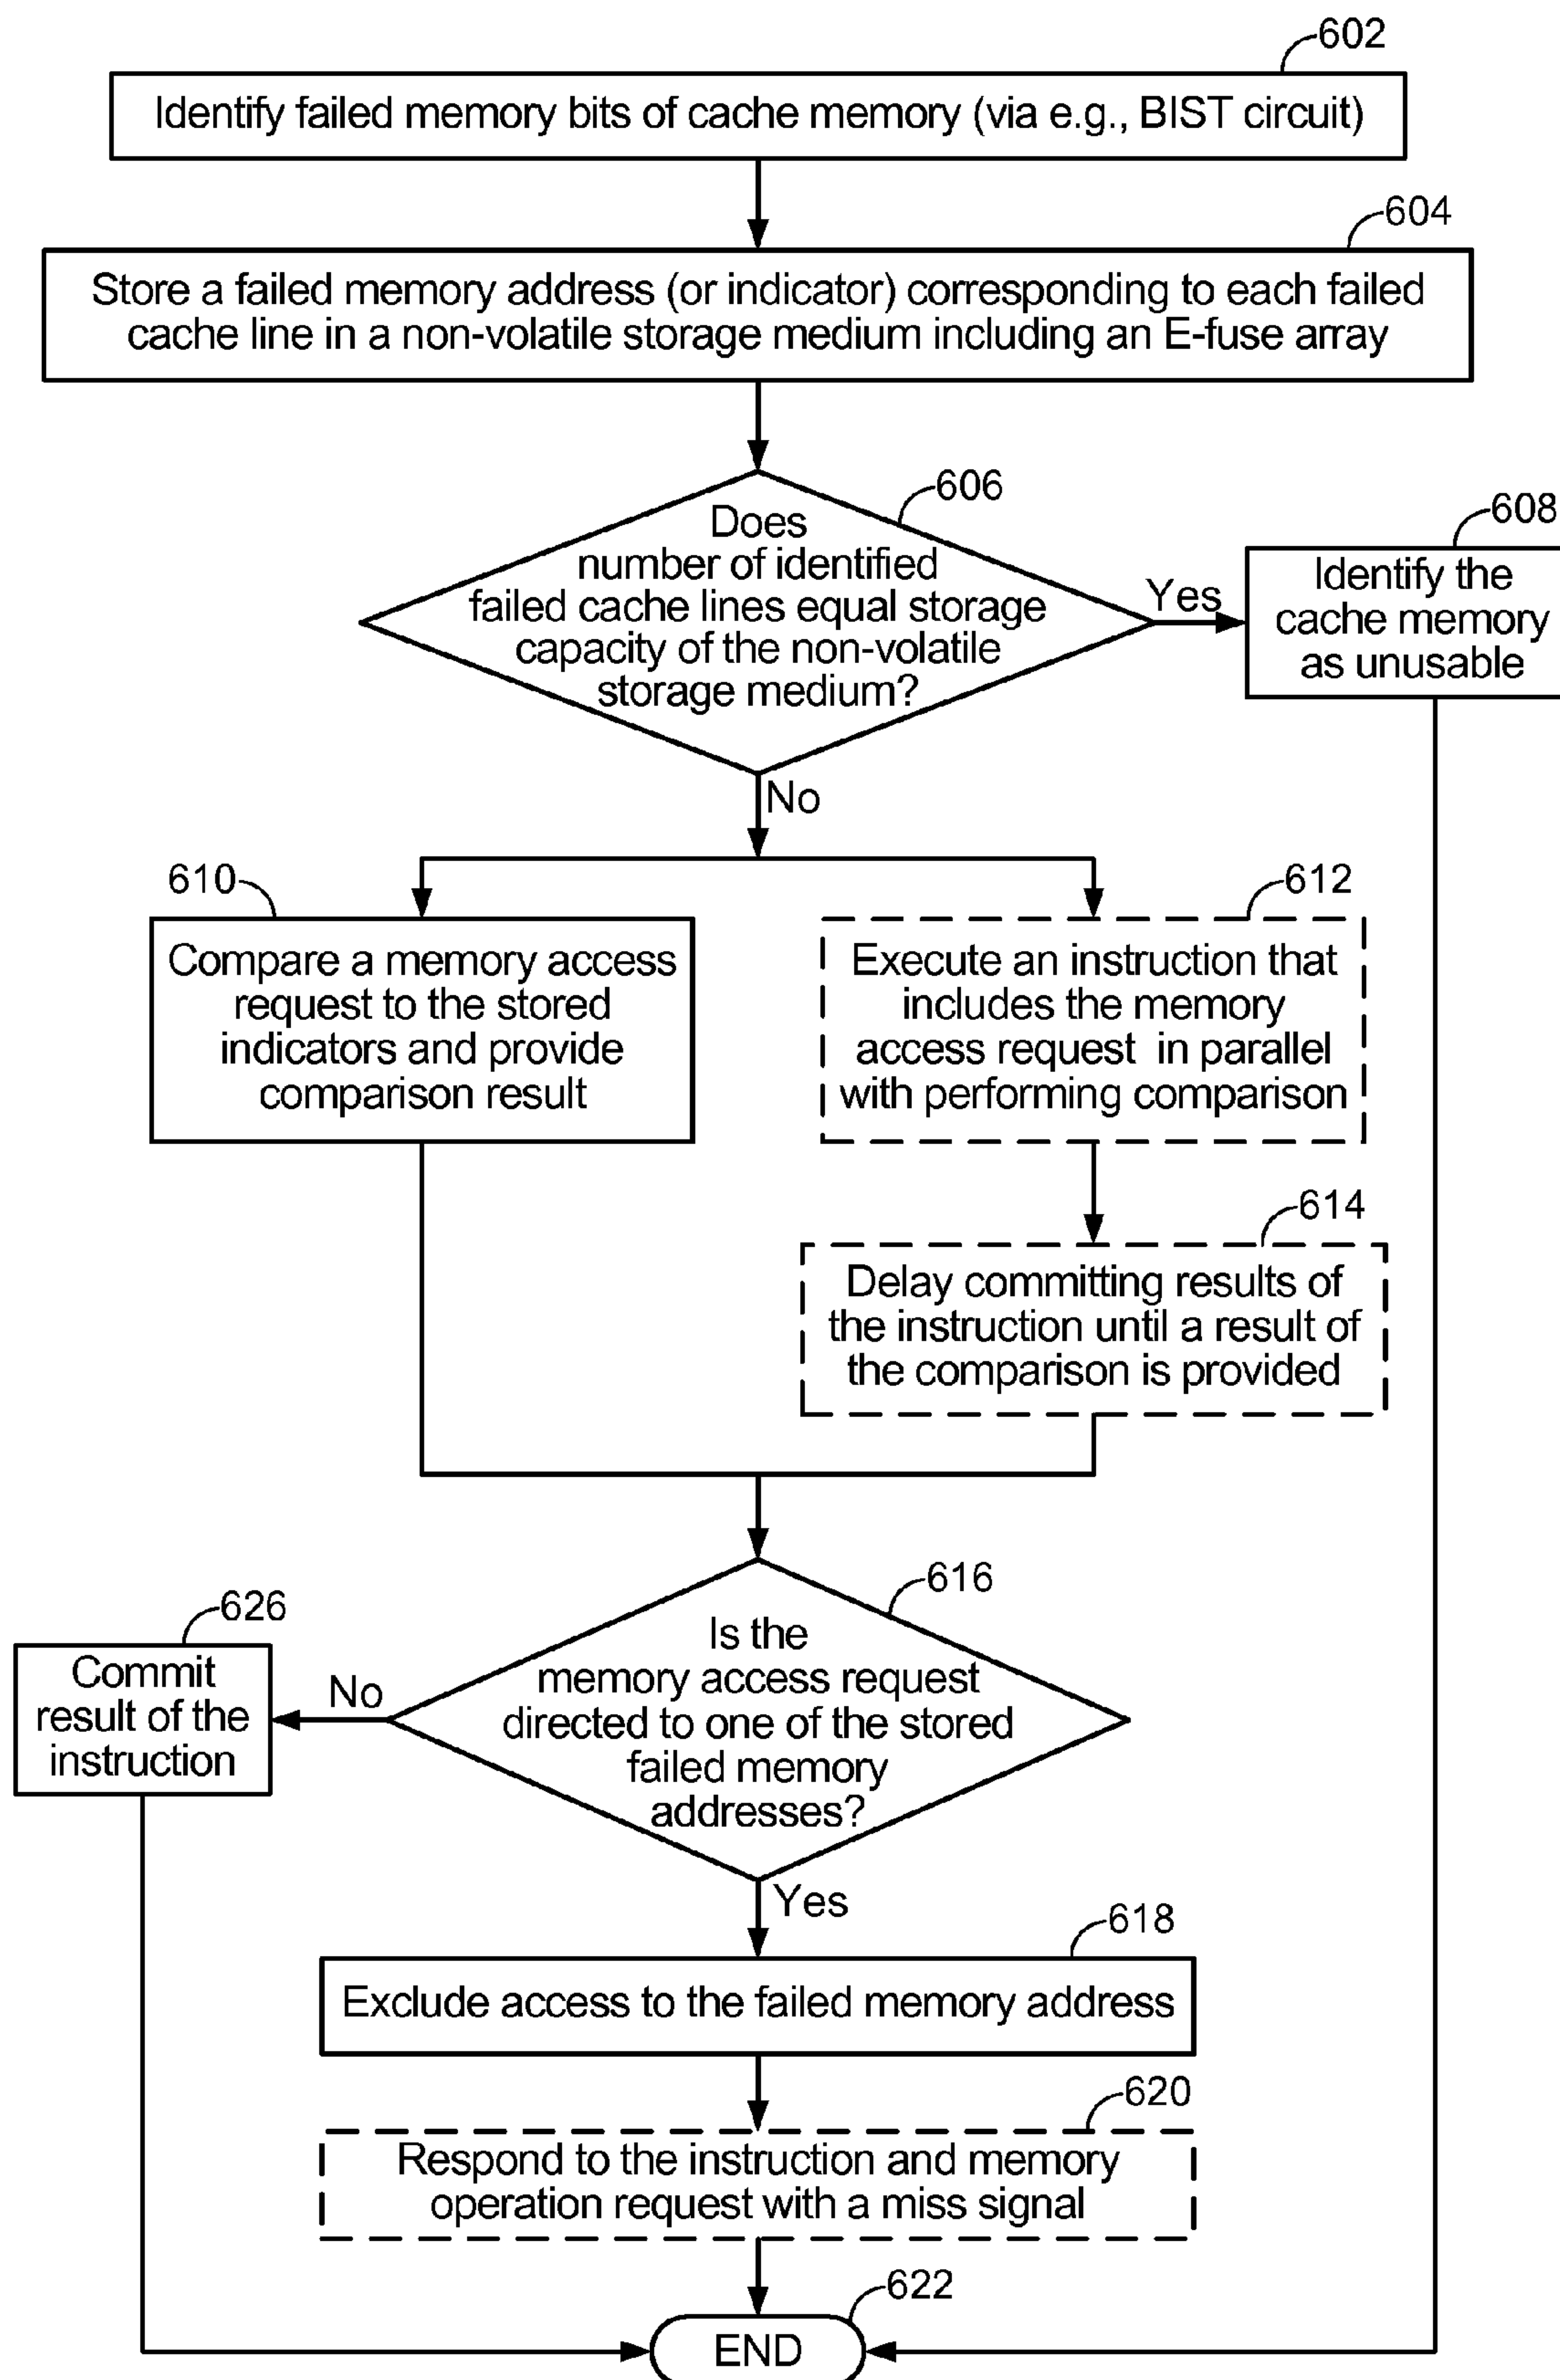 602
Identify failed memory bits of cache memory (via e.g., BIST circuit)
604
Store a failed memory address (or indicator) corresponding to each failed
cache line in a non-volatile storage medium including an E-fuse array
606
Does
number of identified
failed cache lines equal storage
capacity of the non-volatile
storage medium?
Yes
608
Identify the
cache memory
as unusable
No
610
Compare a memory access
request to the stored
indicators and provide
comparison result
612
Execute an instruction that
includes the memory
access request in parallel
with performing comparison
614
Delay committing results of
the instruction until a result of
the comparison is provided
616
Is the
memory access request
directed to one of the stored
failed memory
addresses?
No
626
Commit
result of the
instruction
Yes
618
Exclude access to the failed memory address
620
Respond to the instruction and memory
operation request with a miss signal
622
END